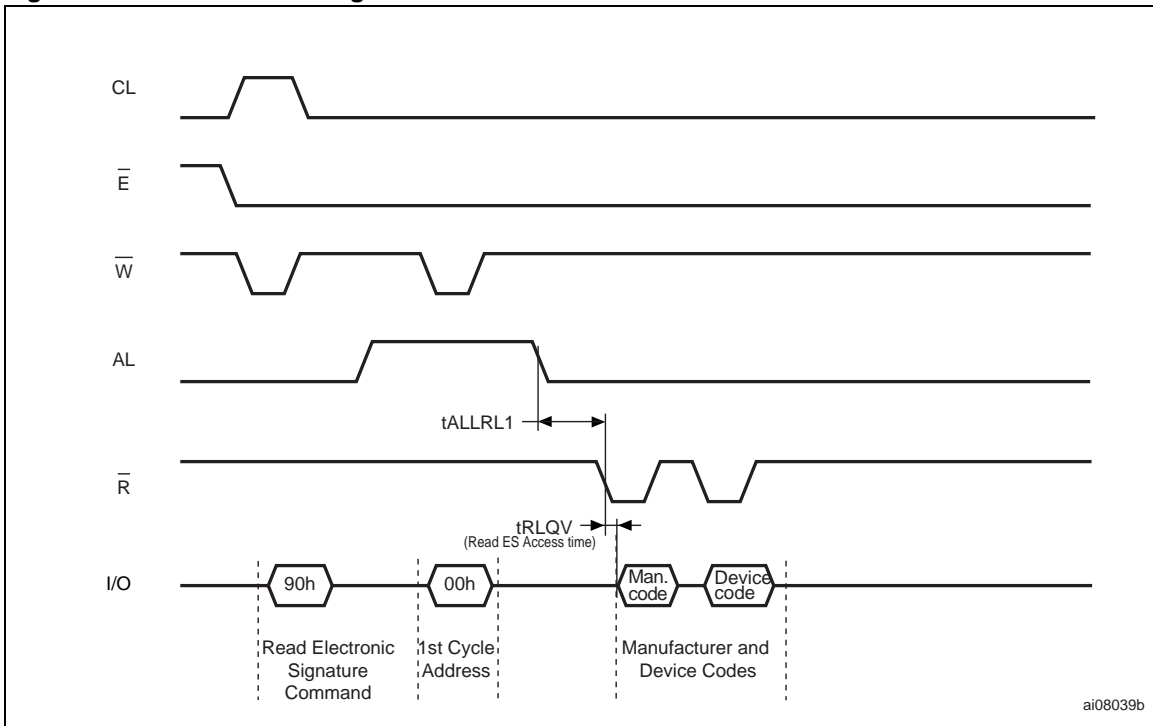 CL
E
W
AL
tALLRL1
R
tRLQV
(Read ES Access time)
I/O
90h
00h
Man.
code
Device
code
Read Electronic
Signature
Command
1st Cycle
Address
Manufacturer and
Device Codes
ai08039b